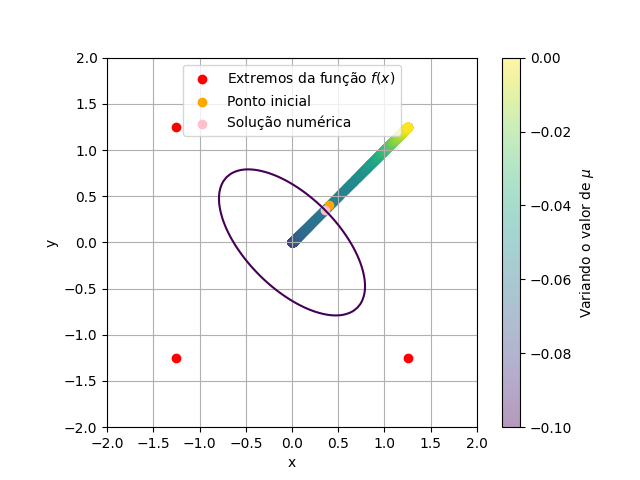 2.0
1.5
1.0
0.5
0.0
−0.5
−1.0
−1.5
−2.0
y
−2.0 −1.5 −1.0 −0.5 0.0 0.5 1.0 1.5 2.0
x
Extremos da função f(x)
Ponto inicial
Solução numérica
0.00
−0.02
−0.04
−0.06
−0.08
−0.10
Variando o valor de μ